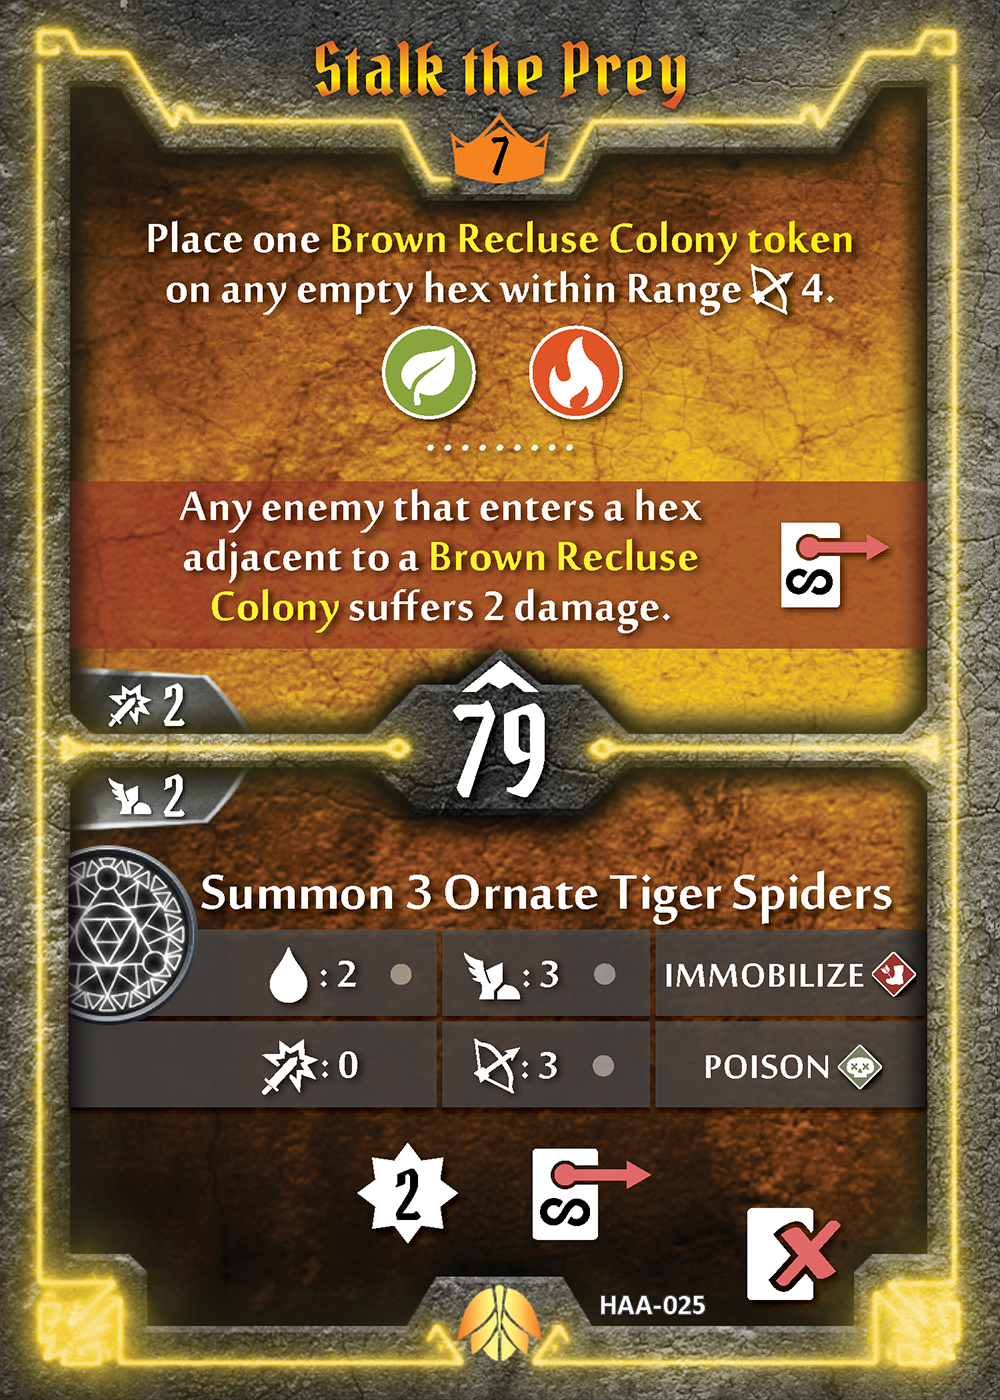 Stalk the Prey
7
Place one Brown Recluse Colony token
on any empty hex within Range 4.
Any enemy that enters a hex
adjacent to a Brown Recluse
Colony suffers 2 damage.
2
79
2
Summon 3 Ornate Tiger Spiders
: 2 : 3 IMMOBILIZE
: 0 : 3 POISON
2
HAA-025